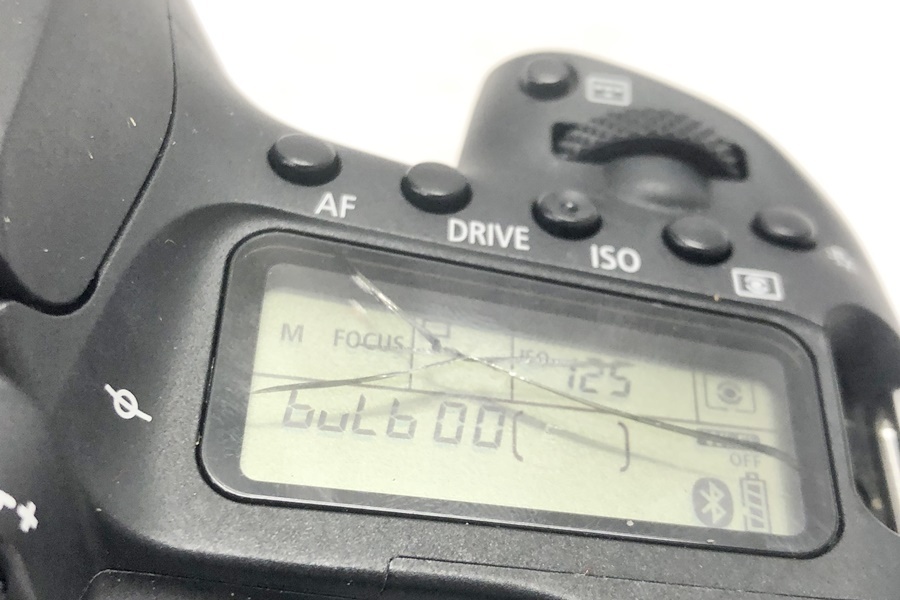 AF
DRIVE
ISO
M FOCUS ISO 125
buLb 00 [ ]
OFF